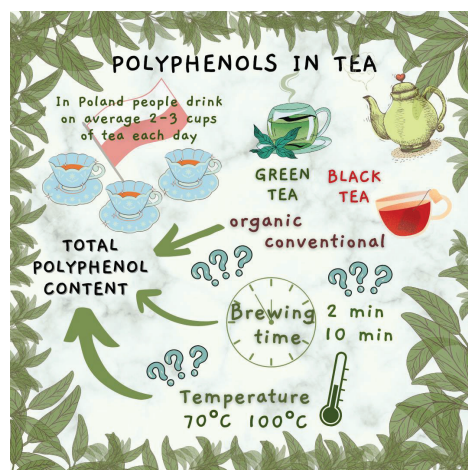 POLYPHENOLS IN TEA
In Poland people drink
on average 2-3 cups
of tea each day
GREEN
TEA
BLACK
TEA
organic
conventional
TOTAL
POLYPHENOL
CONTENT
???
???
Brewing
time
2 min
10 min
???
Temperature
70°C 100°C